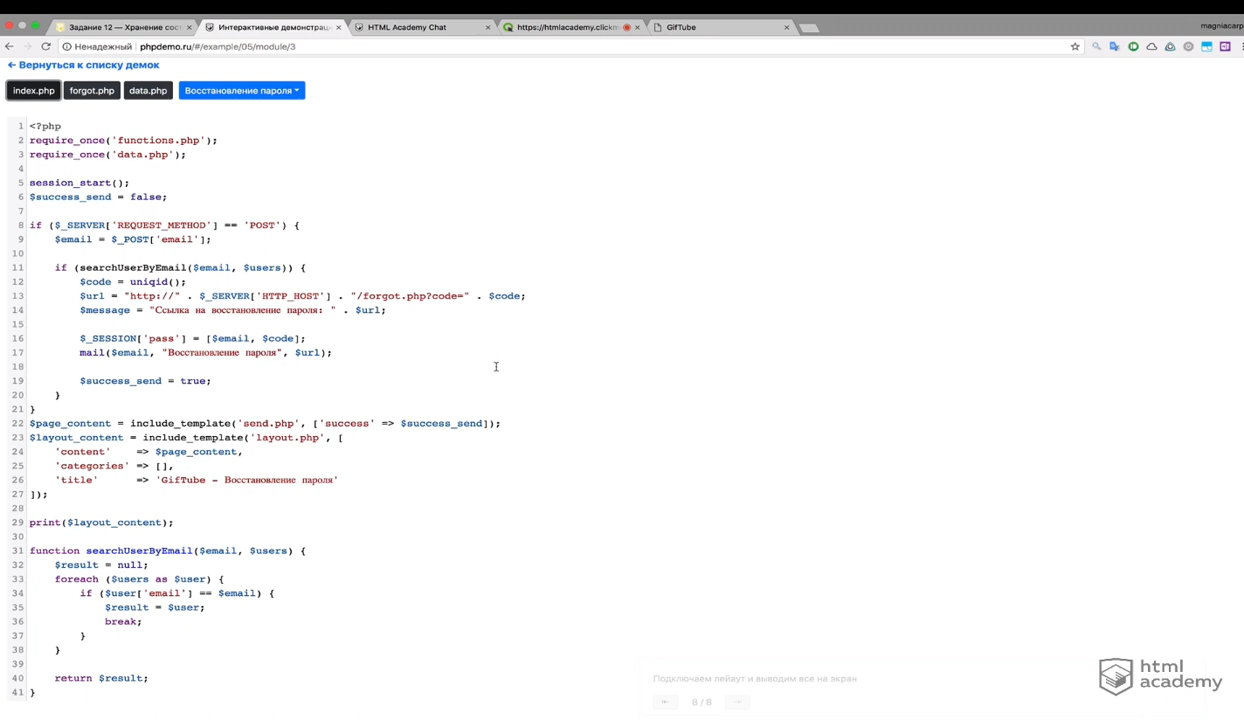 Задание 12 — Хранение сос
Интерактивные демонстрац
HTML Academy Chat
https://htmlacademy.clickm
GifTube
magniacarp
Ненадежный
phpdemo.ru/#/example/05/module/3
← Вернуться к списку демок
index.php
forgot.php
data.php
Восстановление пароля
1 <?php
2 require_once('functions.php');
3 require_once('data.php');
4
5 session_start();
6 $success_send = false;
7
8 if ($_SERVER['REQUEST_METHOD'] == 'POST') {
9 $email = $_POST['email'];
10
11 if (searchUserByEmail($email, $users)) {
12 $code = uniqid();
13 $url = "http://" . $_SERVER['HTTP_HOST'] . "/forgot.php?code=" . $code;
14 $message = "Ссылка на восстановление пароля: " . $url;
15
16 $_SESSION['pass'] = [$email, $code];
17 mail($email, "Восстановление пароля", $url);
18
19 $success_send = true;
20 }
21 }
22 $page_content = include_template('send.php', ['success' => $success_send]);
23 $layout_content = include_template('layout.php', [
24 'content' => $page_content,
25 'categories' => [],
26 'title' => 'GifTube - Восстановление пароля'
27 ]);
28
29 print($layout_content);
30
31 function searchUserByEmail($email, $users) {
32 $result = null;
33 foreach ($users as $user) {
34 if ($user['email'] == $email) {
35 $result = $user;
36 break;
37 }
38 }
39
40 return $result;
41 }
Подключаем лейаут и выводим все на экран
8 / 8
html
academy